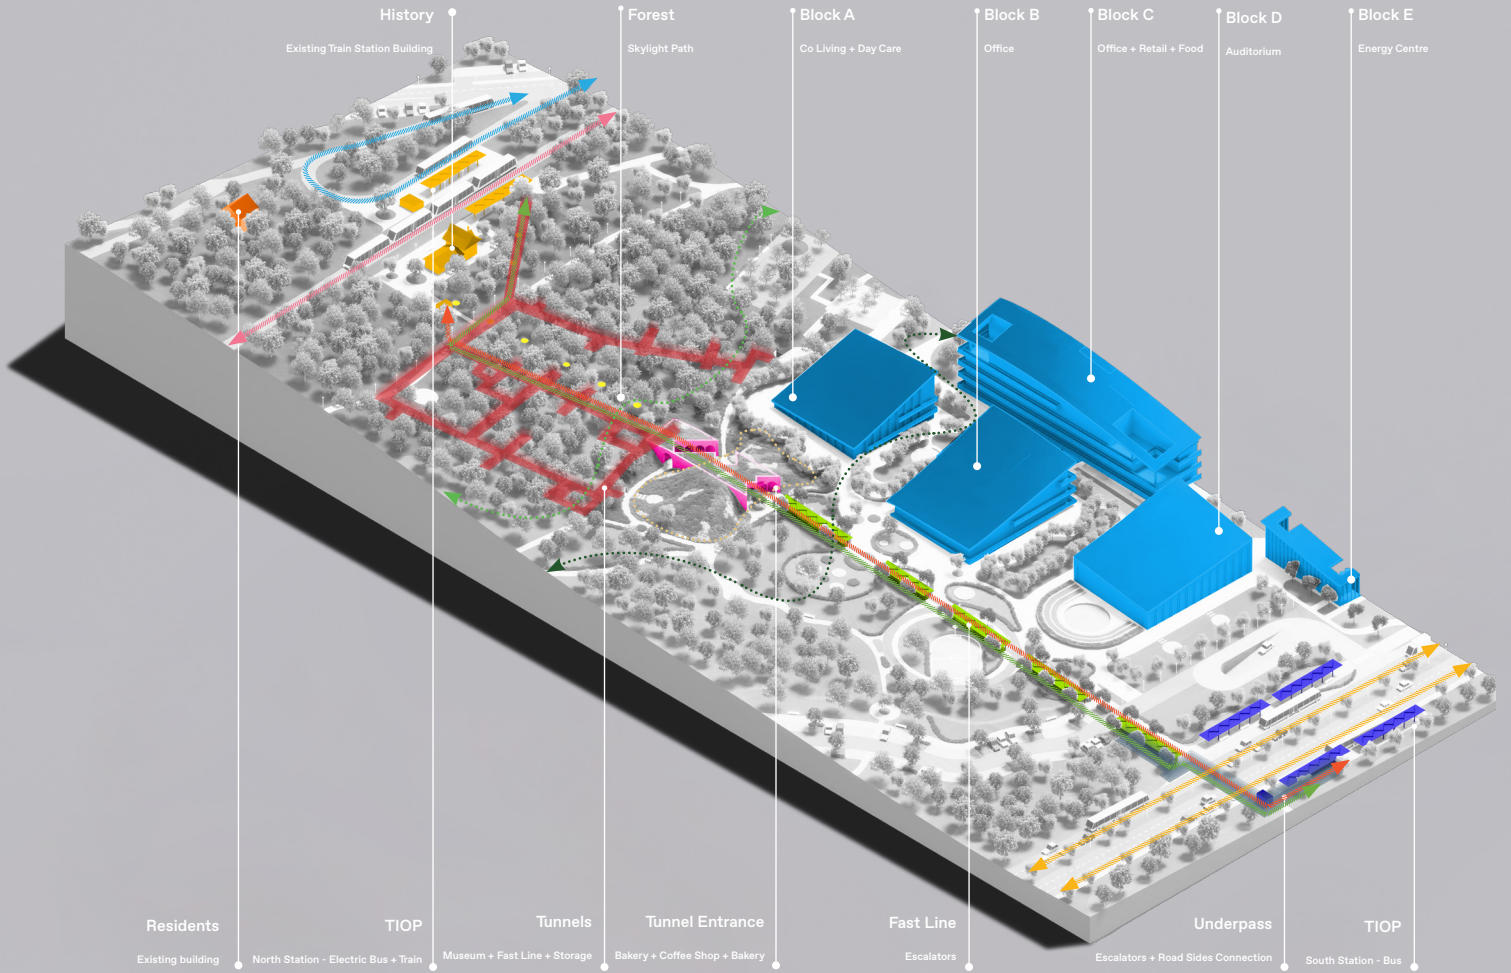 History
Existing Train Station Building
Forest
Skylight Path
Block A
Co Living + Day Care
Block B
Office
Block C
Office + Retail + Food
Block D
Auditorium
Block E
Energy Centre
Residents
Existing building
TIOP
North Station - Electric Bus + Train
Tunnels
Museum + Fast Line + Storage
Tunnel Entrance
Bakery + Coffee Shop + Bakery
Fast Line
Escalators
Underpass
Escalators + Road Sides Connection
TIOP
South Station - Bus